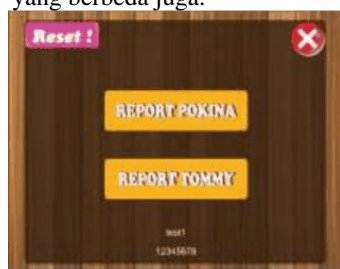 yang berbeda juga.
Reset !
REPORT POKINA
REPORT TOMMY
test1
12345678